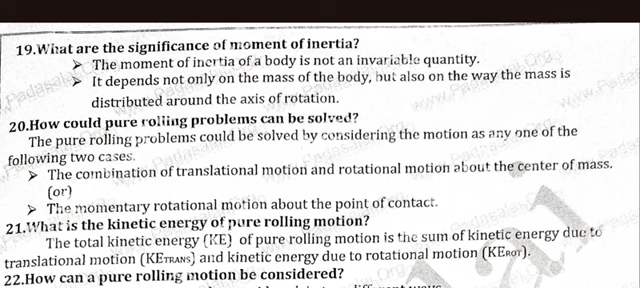 19.What are the significance of moment of inertia?
➢ The moment of inertia of a body is not an invariable quantity.
➢ It depends not only on the mass of the body, but also on the way the mass is
distributed around the axis of rotation.
20.How could pure rolling problems can be solved?
The pure rolling problems could be solved by considering the motion as any one of the
following two cases.
➢ The combination of translational motion and rotational motion about the center of mass.
(or)
➢ The momentary rotational motion about the point of contact.
21.What is the kinetic energy of pure rolling motion?
The total kinetic energy (KE) of pure rolling motion is the sum of kinetic energy due to
translational motion (KETRANS) and kinetic energy due to rotational motion (KEROT).
22.How can a pure rolling motion be considered?